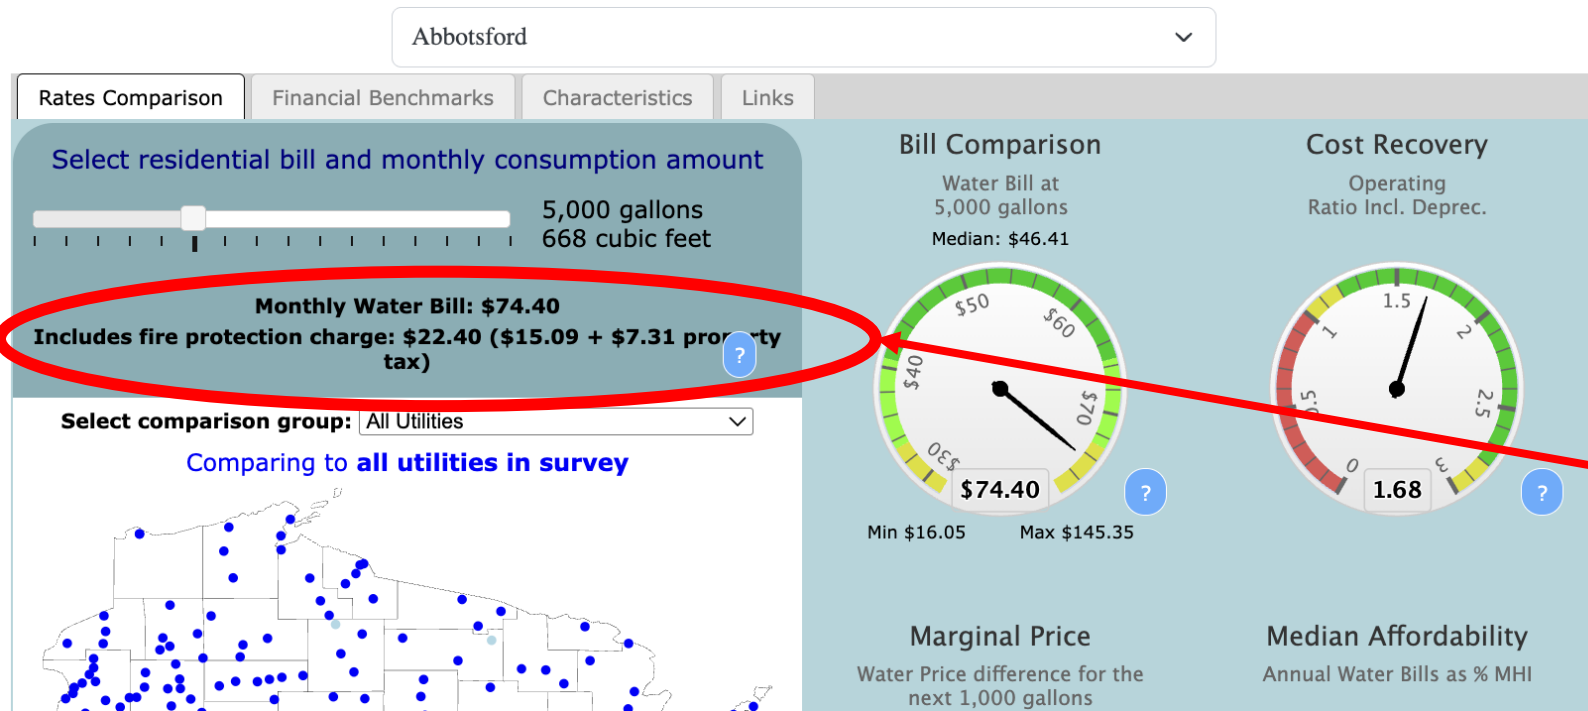 Abbotsford
Rates Comparison
Financial Benchmarks
Characteristics
Links
Select residential bill and monthly consumption amount
5,000 gallons
668 cubic feet
Monthly Water Bill: $74.40
Includes fire protection charge: $22.40 ($15.09 + $7.31 property
tax)
?
Select comparison group:
All Utilities
Comparing to all utilities in survey
Bill Comparison
Water Bill at
5,000 gallons
Median: $46.41
$30
$40
$50
$60
$70
$74.40
?
Min $16.05
Max $145.35
Cost Recovery
Operating
Ratio Incl. Deprec.
0
0.5
1
1.5
2
2.5
3
1.68
?
Marginal Price
Water Price difference for the
next 1,000 gallons
Median Affordability
Annual Water Bills as % MHI